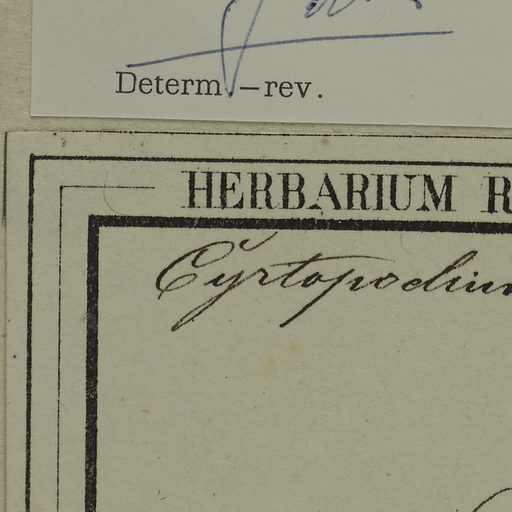 Determ.—rev.
HERBARIUM R
Cyrtopodium